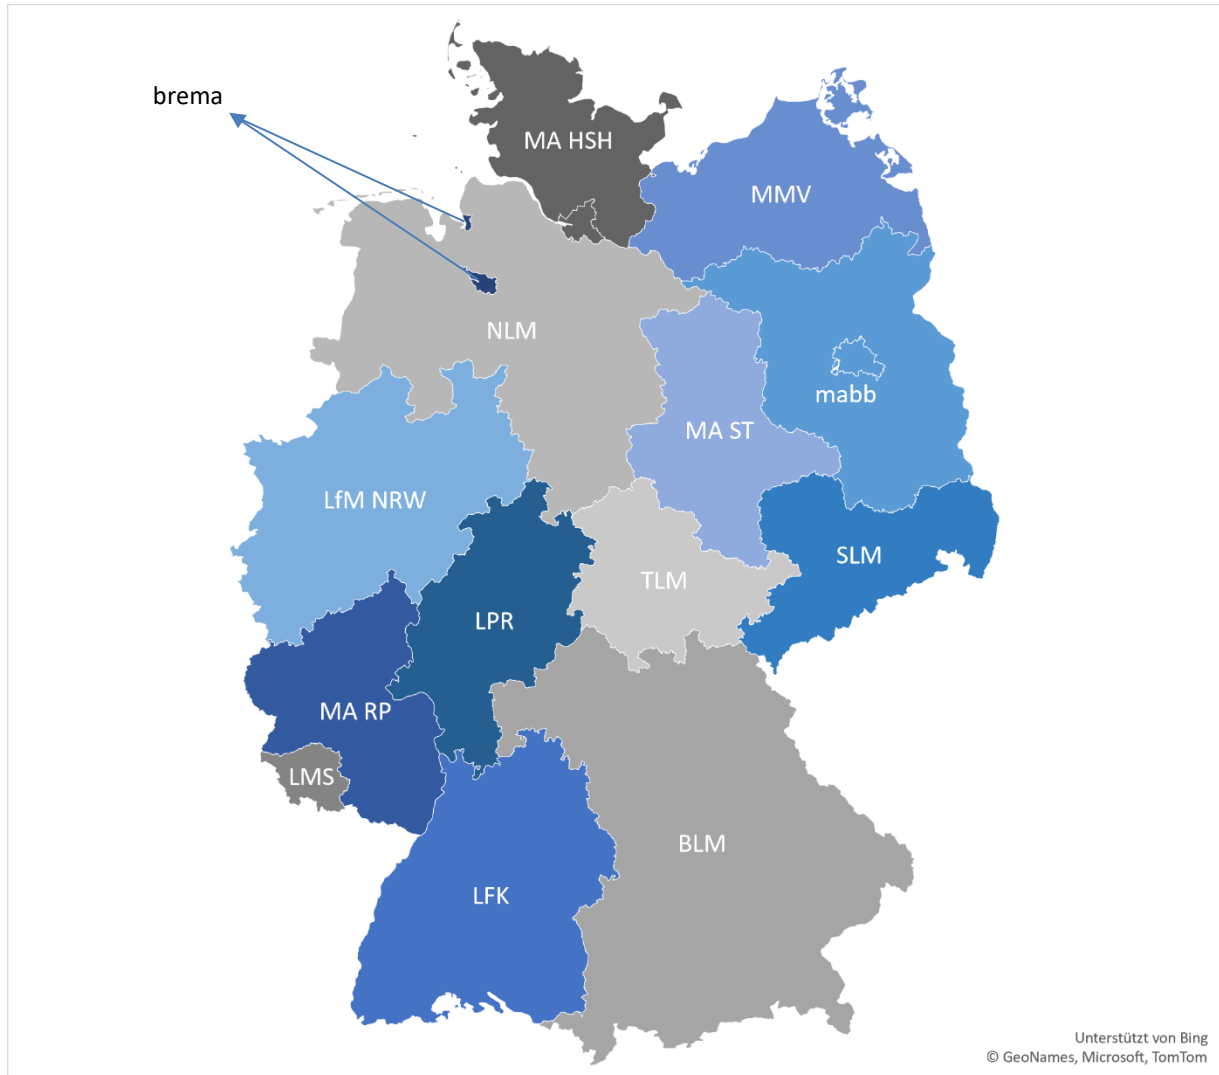 brema
MA HSH
MMV
NLM
mabb
MA ST
LfM NRW
SLM
TLM
LPR
MA RP
LMS
BLM
LFK
Unterstützt von Bing
© GeoNames, Microsoft, TomTom